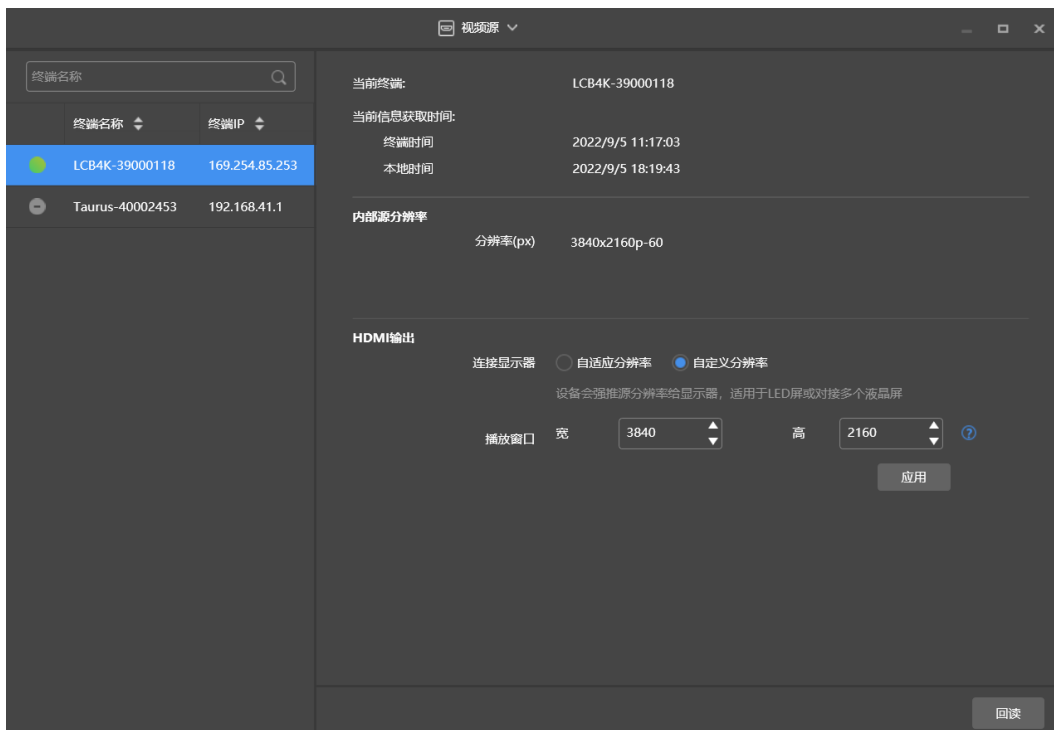 视频源
终端名称
终端名称 终端IP
LCB4K-39000118 169.254.85.253
Taurus-40002453 192.168.41.1
当前终端: LCB4K-39000118
当前信息获取时间:
终端时间 2022/9/5 11:17:03
本地时间 2022/9/5 18:19:43
内部源分辨率
分辨率(px) 3840x2160p-60
HDMI输出
连接显示器 自适应分辨率 自定义分辨率
设备会强推源分辨率给显示器，适用于LED屏或对接多个液晶屏
播放窗口 宽 3840 高 2160 ?
应用
回读